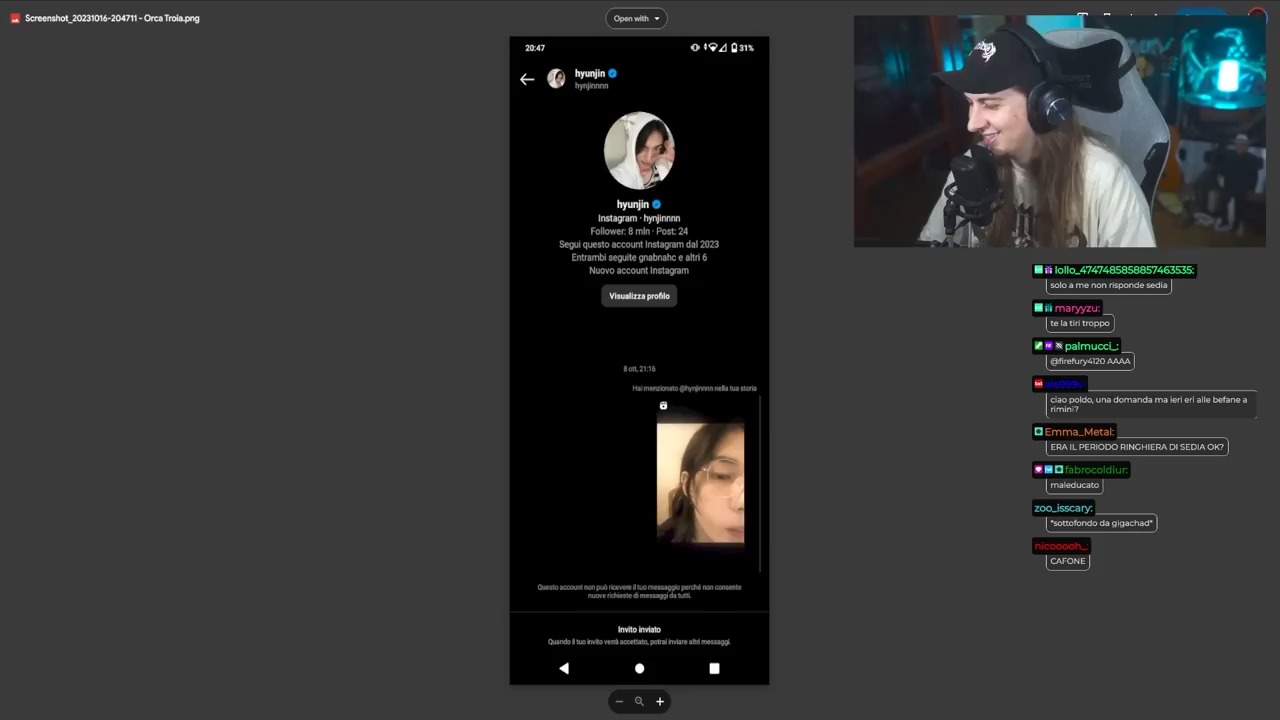 Screenshot_20231016-204711 - Orca Troia.png
Open with
20:47
31%
hyunjin
hynjinnnn
hyunjin
Instagram · hynjinnnn
Follower: 8 mln · Post: 24
Segui questo account Instagram dal 2023
Entrambi seguite gnabnahc e altri 6
Nuovo account Instagram
Visualizza profilo
8 ott, 21:16
Hai menzionato @hynjinnnn nella tua storia
Questo account non può ricevere il tuo messaggio perché non consente
nuove richieste di messaggi da tutti.
Invito inviato
Quando il tuo invito verrà accettato, potrai inviare altri messaggi.
lollo_4747485858857463535:
solo a me non risponde sedia
maryyzu:
te la tiri troppo
palmucci_:
@firefury4120 AAAA
ciao poldo, una domanda ma ieri eri alle befane a
rimini?
Emma_Metal:
ERA IL PERIODO RINGHIERA DI SEDIA OK?
fabrocoldiur:
maleducato
zoo_isscary:
*sottofondo da gigachad*
nicooooh_:
CAFONE